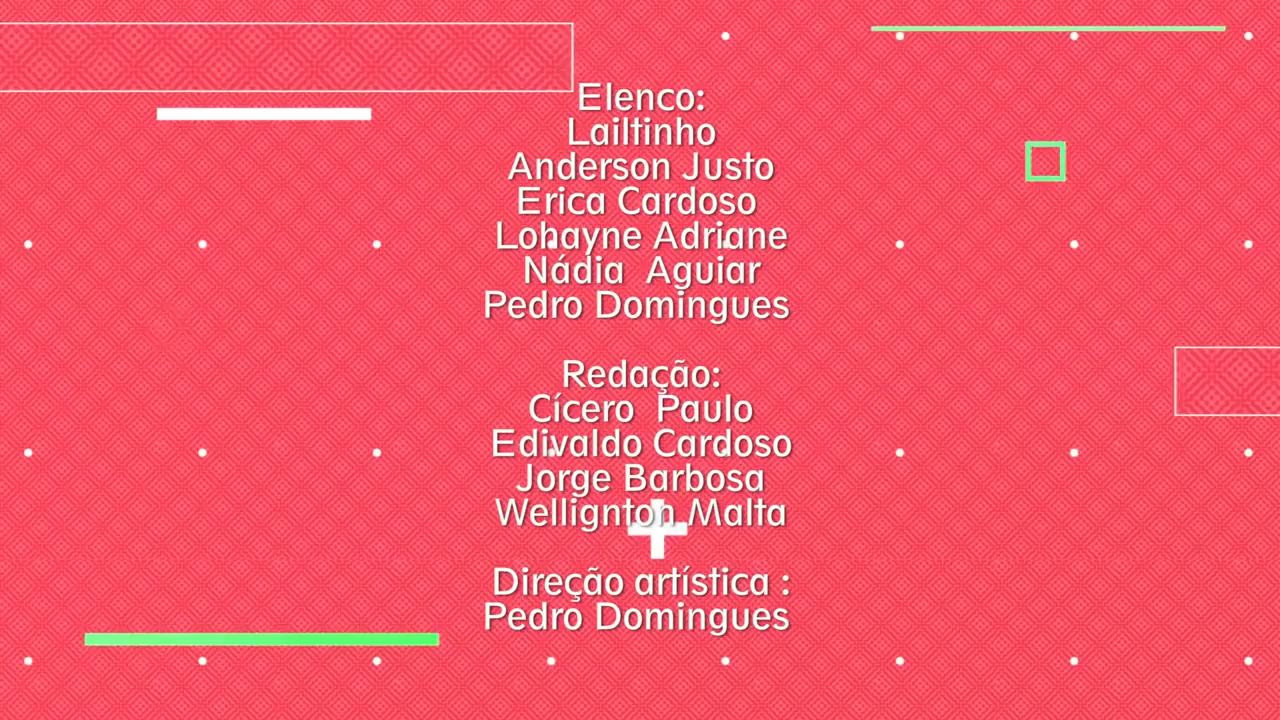 Elenco:
Lailtinho
Anderson Justo
Erica Cardoso
Lohayne Adriane
Nádia  Aguiar
Pedro Domingues
Redação:
Cícero  Paulo
Edivaldo Cardoso
Jorge Barbosa
Wellignton Malta
Direção artística :
Pedro Domingues